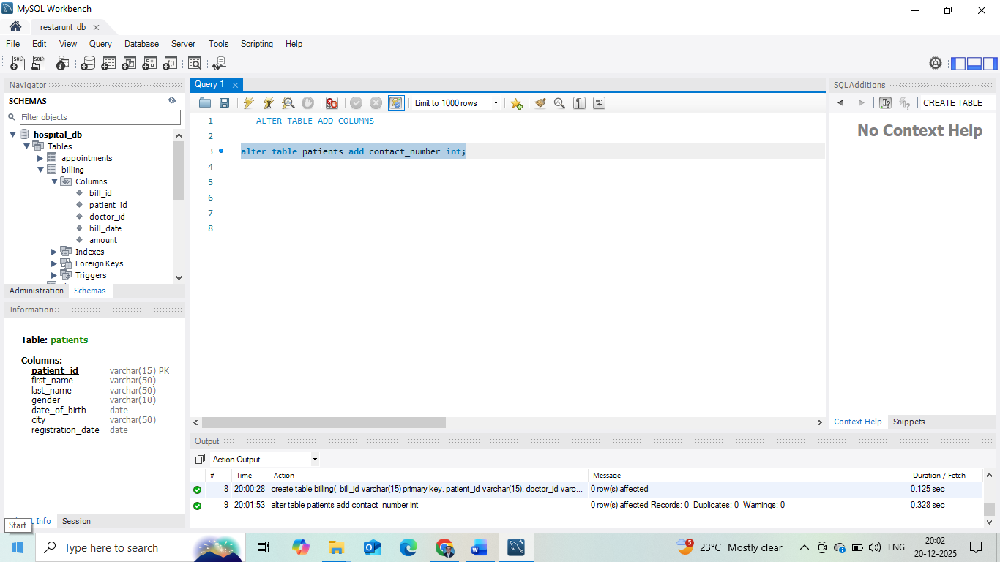 MySQL Workbench
restarunt_db
File Edit View Query Database Server Tools Scripting Help
Navigator
SCHEMAS
Filter objects
hospital_db
Tables
appointments
billing
Columns
bill_id
patient_id
doctor_id
bill_date
amount
Indexes
Foreign Keys
Triggers
Administration Schemas
Information
Table: patients
Columns:
patient_id varchar(15) PK
first_name varchar(50)
last_name varchar(50)
gender varchar(10)
date_of_birth date
city varchar(50)
registration_date date
Start
Info Session
Query 1
Limit to 1000 rows
1 -- ALTER TABLE ADD COLUMNS--
2
3 alter table patients add contact_number int;
4
5
6
7
8
SQLAdditions
CREATE TABLE
No Context Help
Context Help Snippets
Output
Action Output
# Time Action Message Duration / Fetch
8 20:00:28 create table billing( bill_id varchar(15) primary key, patient_id varchar(15), doctor_id varc... 0 row(s) affected 0.125 sec
9 20:01:53 alter table patients add contact_number int 0 row(s) affected Records: 0 Duplicates: 0 Warnings: 0 0.328 sec
Type here to search
5
23°C Mostly clear
ENG
20:02
20-12-2025